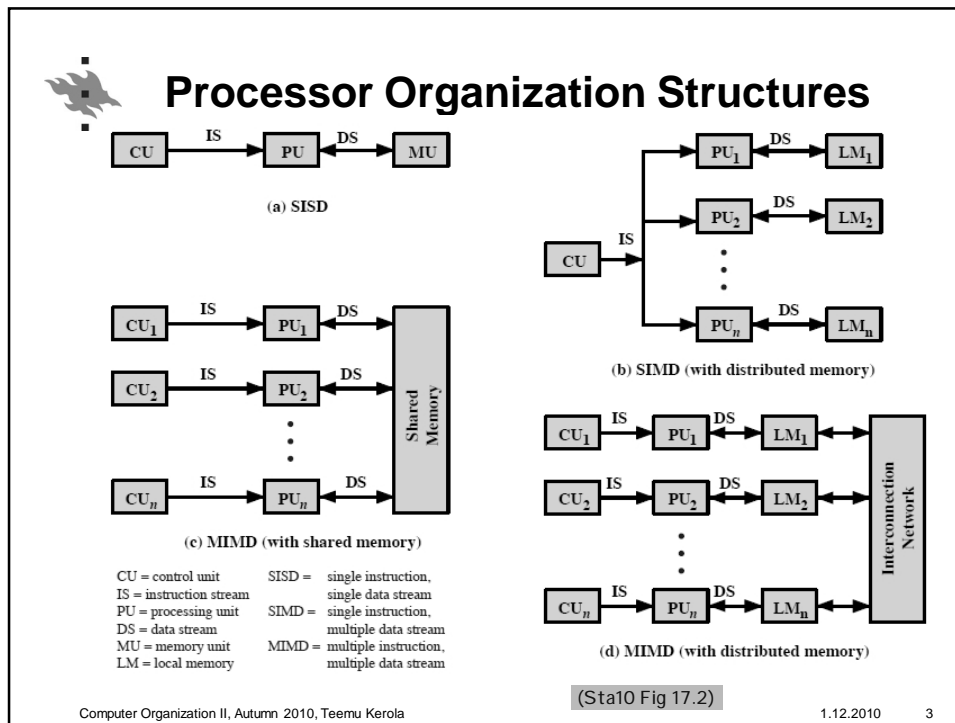 Processor Organization Structures
CU IS PU DS MU
(a) SISD
CU IS
PU1 DS LM1
PU2 DS LM2
PUn DS LMn
(b) SIMD (with distributed memory)
CU1 IS PU1 DS
CU2 IS PU2 DS
CUn IS PUn DS
Shared
Memory
(c) MIMD (with shared memory)
CU1 IS PU1 DS LM1
CU2 IS PU2 DS LM2
CUn IS PUn DS LMn
Interconnection
Network
(d) MIMD (with distributed memory)
CU = control unit
IS = instruction stream
PU = processing unit
DS = data stream
MU = memory unit
LM = local memory
SISD = single instruction,
single data stream
SIMD = single instruction,
multiple data stream
MIMD = multiple instruction,
multiple data stream
(Sta10 Fig 17.2)
Computer Organization II, Autumn 2010, Teemu Kerola 1.12.2010 3